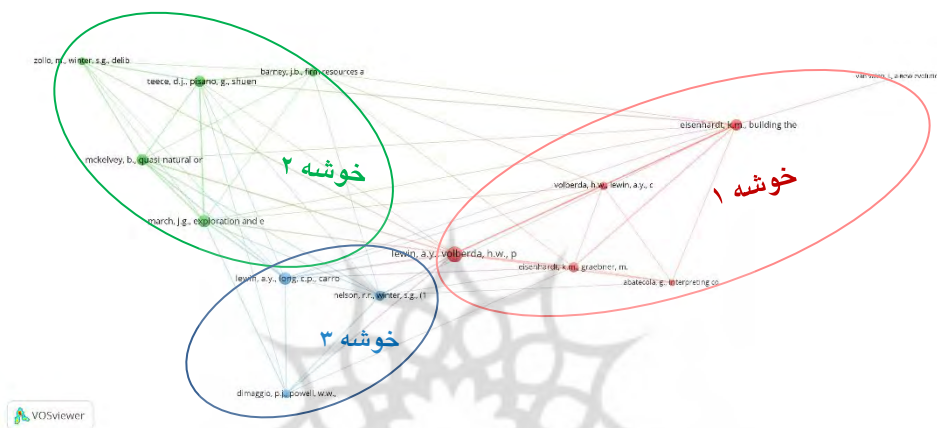 zollo, m., winter, s.g., delib
teece, d.j., pisano, g., shuen
barney, j.b., firm resources a
eisenhardt, k.m., building the
mckelvey, b., quasi natural or
خوشه ۲
خوشه ۱
volberda, h.w., lewin, a.y., c
march, j.g., exploration and e
lewin, a.y., volberda, h.w., p
eisenhardt, k.m., graebner, m.
lewin, a.y., long, c.p., carro
abatecola, g., interpreting co
nelson, r.r., winter, s.g., (1
خوشه ۳
dimaggio, p.j., powell, w.w.,
VOSviewer